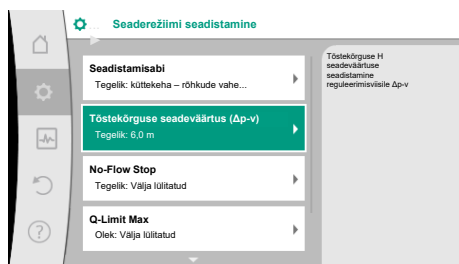 Seaderežiimi seadistamine
Seadistamisabi
Tegelik: küttekeha – rõhkude vahe...
Tõstekõrguse seadeväärtus (Δp-v)
Tegelik: 6,0 m
No-Flow Stop
Tegelik: Välja lülitatud
Q-Limit Max
Olek: Välja lülitatud
Tõstekõrguse H
seadeväärtuse
seadistamine
reguleerimisviisile Δp-v